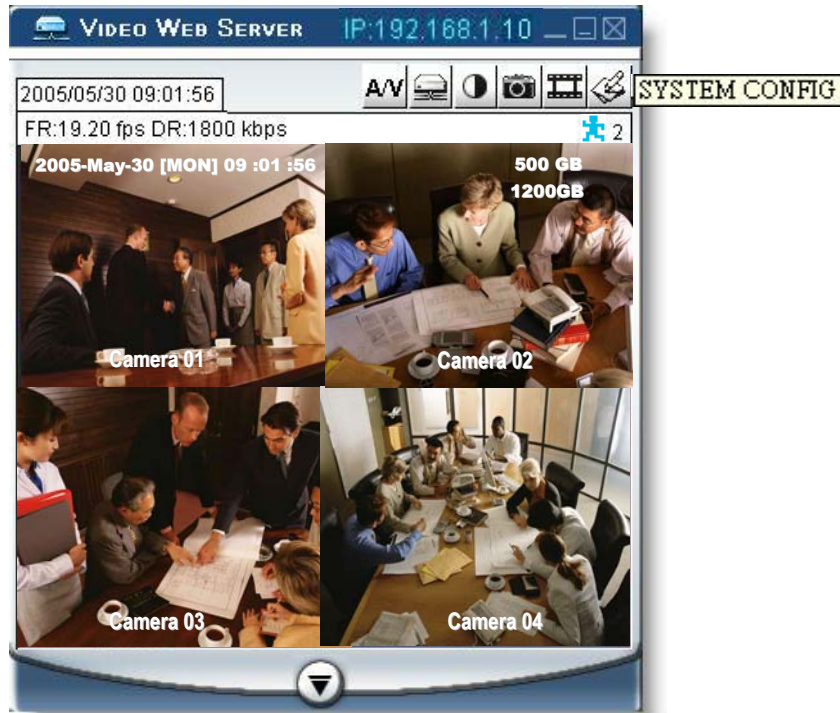 VIDEO WEB SERVER IP:192.168.1.10
2005/05/30 09:01:56 A/V SYSTEM CONFIG
FR:19.20 fps DR:1800 kbps 2
2005-May-30 [MON] 09 :01 :56 500 GB
1200GB
Camera 01 Camera 02
Camera 03 Camera 04